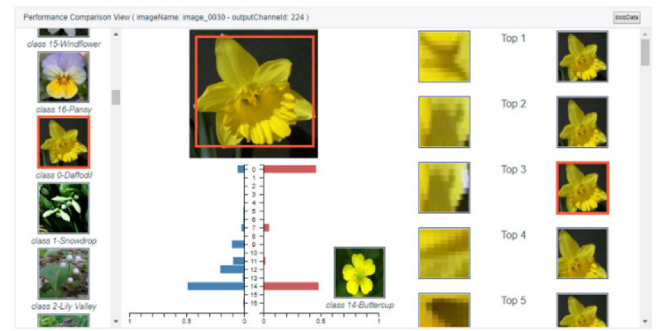 Performance Comparison View ( imageName: image_0030 - outputChannelId: 224 )
blobData
class 15-Windflower
class 16-Pansy
class 0-Daffodil
class 1-Snowdrop
class 2-Lily Valley
0
1
2
3
4
5
6
7
8
9
10
11
12
13
14
15
16
1
0.5
0
0
0.5
1
class 14-Buttercup
Top 1
Top 2
Top 3
Top 4
Top 5